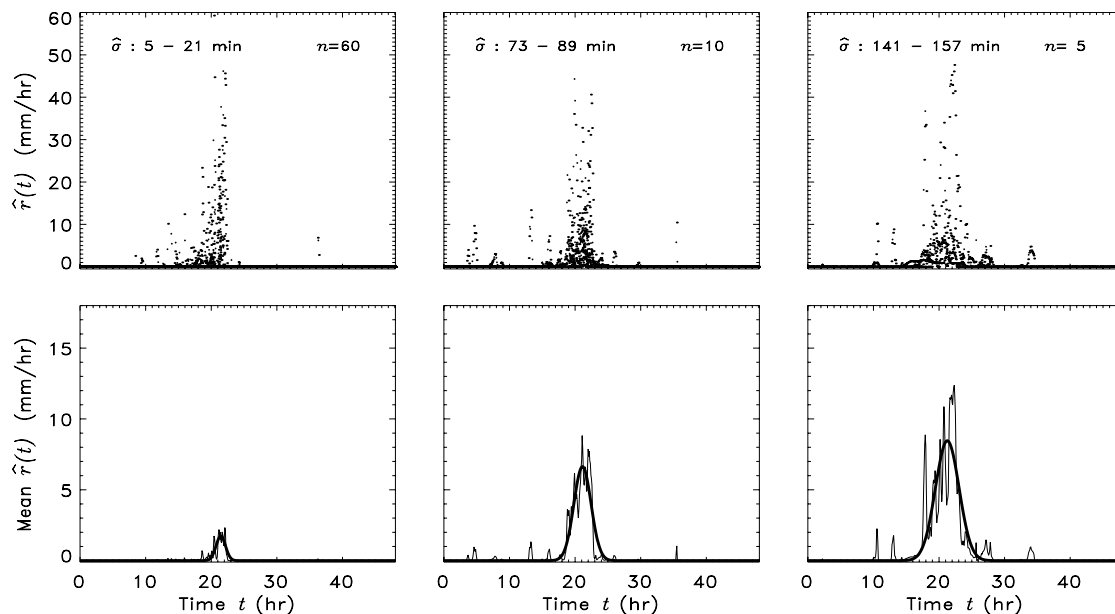 60
50
40
30
20
10
0
r̂(t) (mm/hr)
σ̂ : 5 – 21 min n=60
σ̂ : 73 – 89 min n=10
σ̂ : 141 – 157 min n= 5
15
10
5
0
Mean r̂(t) (mm/hr)
0 10 20 30 40
0 10 20 30 40
0 10 20 30 40
Time t (hr)
Time t (hr)
Time t (hr)